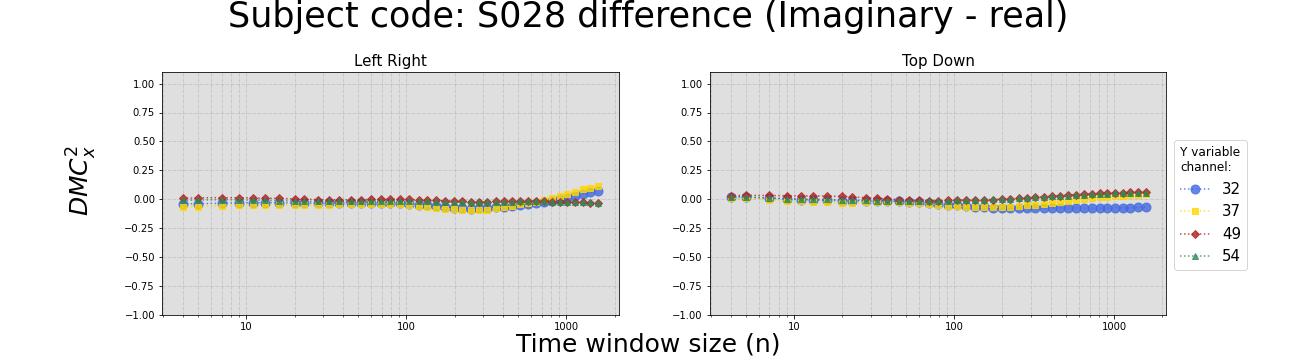 Subject code: S028 difference (Imaginary - real)
Left Right
Top Down
DMC²ₓ
1.00
0.75
0.50
0.25
0.00
−0.25
−0.50
−0.75
−1.00
10 100 1000
1.00
0.75
0.50
0.25
0.00
−0.25
−0.50
−0.75
−1.00
10 100 1000
Y variable
channel:
32
37
49
54
Time window size (n)